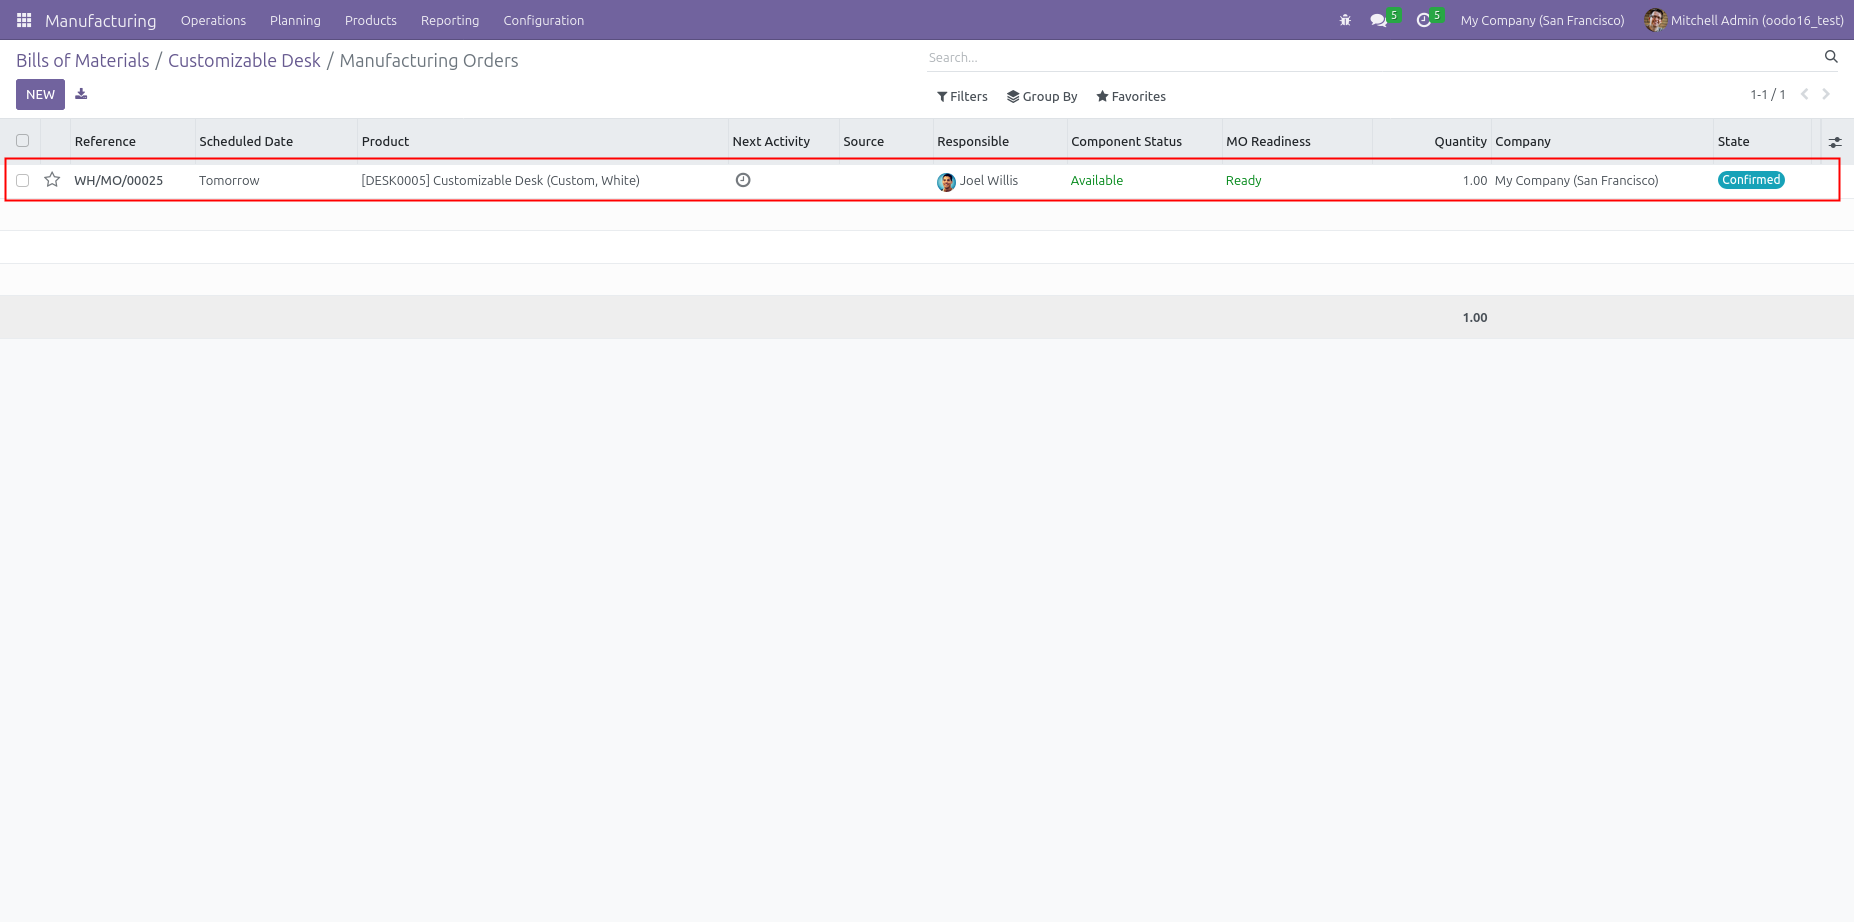 Manufacturing Operations Planning Products Reporting Configuration 5 5 My Company (San Francisco) Mitchell Admin (oodo16_test)
Bills of Materials / Customizable Desk / Manufacturing Orders
Search...
NEW
Filters Group By Favorites 1-1 / 1
Reference Scheduled Date Product Next Activity Source Responsible Component Status MO Readiness Quantity Company State
WH/MO/00025 Tomorrow [DESK0005] Customizable Desk (Custom, White) Joel Willis Available Ready 1.00 My Company (San Francisco) Confirmed
1.00